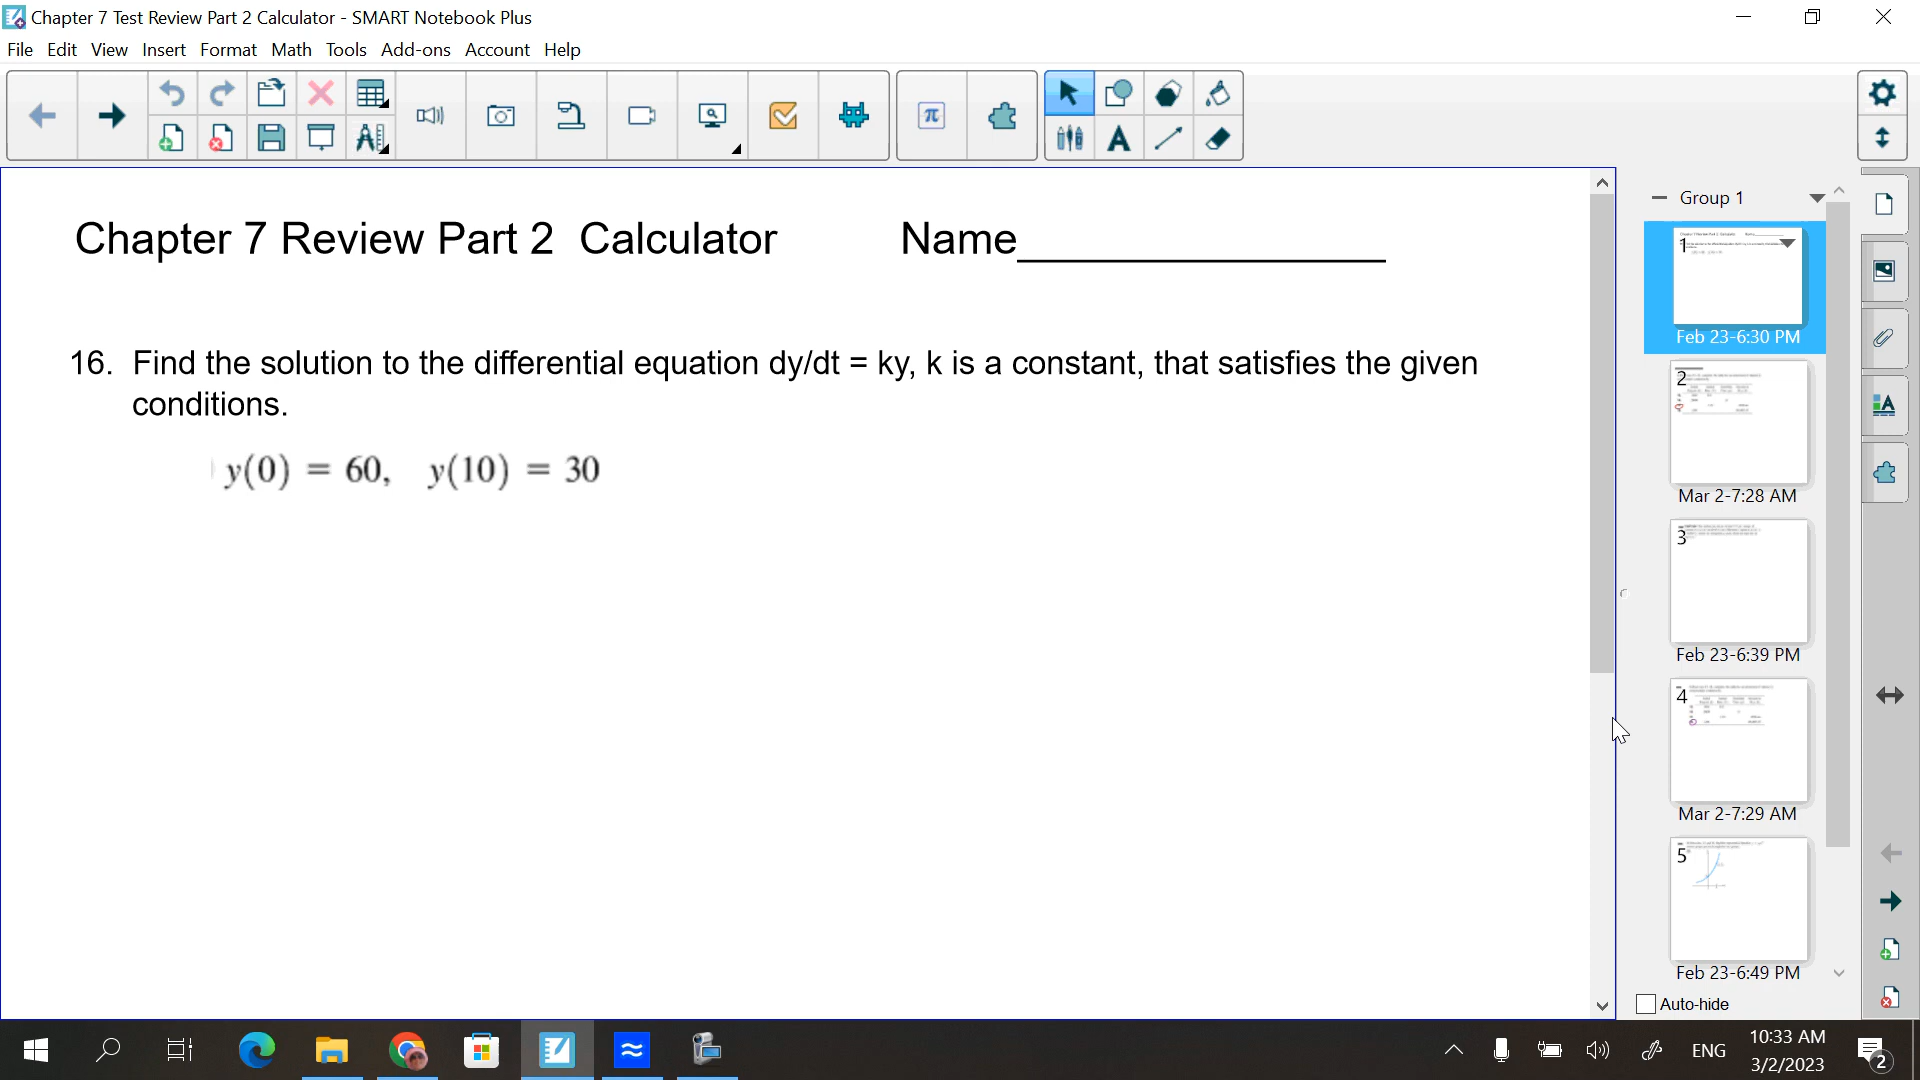 Chapter 7 Test Review Part 2 Calculator - SMART Notebook Plus
File Edit View Insert Format Math Tools Add-ons Account Help
Chapter 7 Review Part 2 Calculator Name________________
16. Find the solution to the differential equation dy/dt = ky, k is a constant, that satisfies the given
conditions.
y(0) = 60, y(10) = 30
Group 1
1
Feb 23-6:30 PM
2
Mar 2-7:28 AM
3
Feb 23-6:39 PM
4
Mar 2-7:29 AM
5
Feb 23-6:49 PM
Auto-hide
ENG
10:33 AM
3/2/2023
2